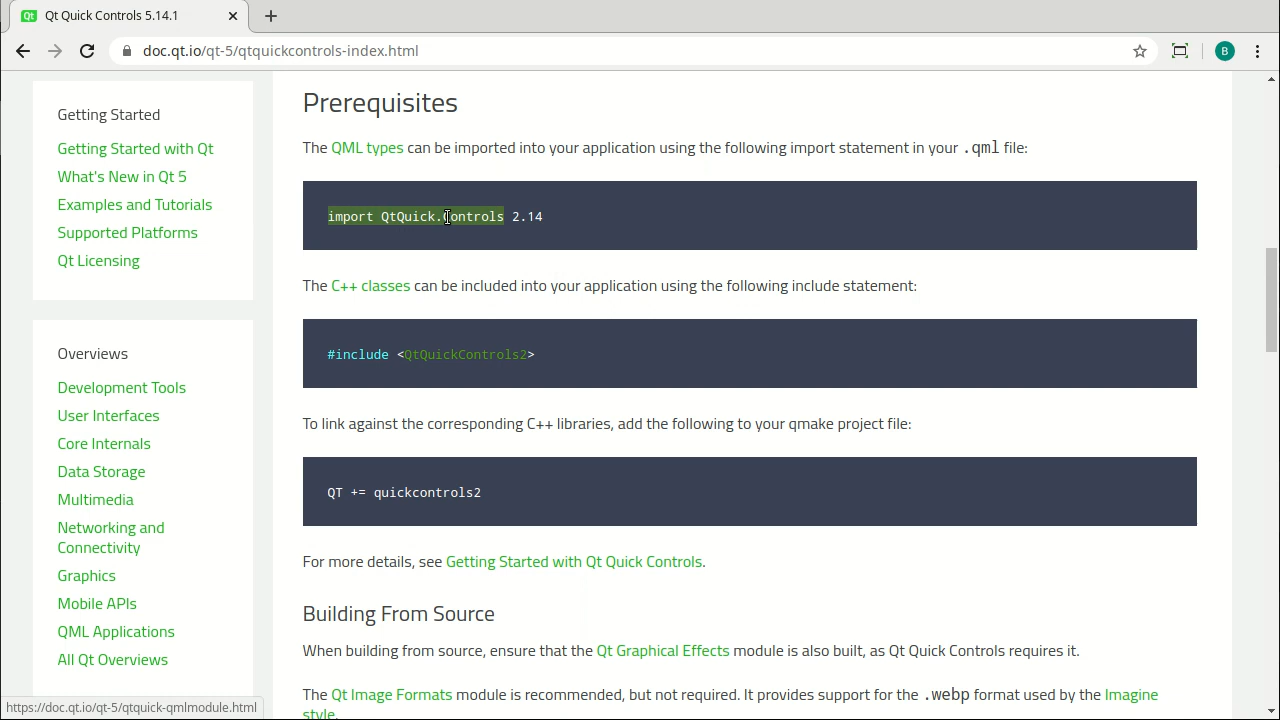 Qt Quick Controls 5.14.1
doc.qt.io/qt-5/qtquickcontrols-index.html
B
Getting Started
Getting Started with Qt
What's New in Qt 5
Examples and Tutorials
Supported Platforms
Qt Licensing
Overviews
Development Tools
User Interfaces
Core Internals
Data Storage
Multimedia
Networking and
Connectivity
Graphics
Mobile APIs
QML Applications
All Qt Overviews
Prerequisites
The QML types can be imported into your application using the following import statement in your .qml file:
import QtQuick.Controls 2.14
The C++ classes can be included into your application using the following include statement:
#include <QtQuickControls2>
To link against the corresponding C++ libraries, add the following to your qmake project file:
QT += quickcontrols2
For more details, see Getting Started with Qt Quick Controls.
Building From Source
When building from source, ensure that the Qt Graphical Effects module is also built, as Qt Quick Controls requires it.
The Qt Image Formats module is recommended, but not required. It provides support for the .webp format used by the Imagine
style.
https://doc.qt.io/qt-5/qtquick-qmlmodule.html